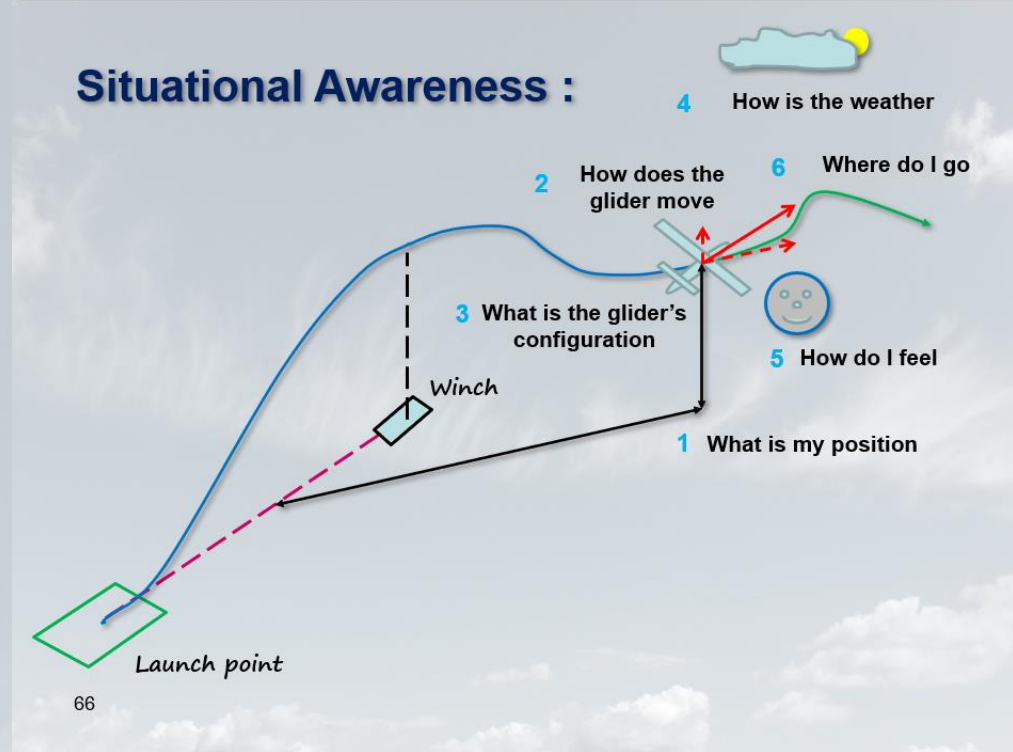 Situational Awareness :
4 How is the weather
6 Where do I go
2 How does the
glider move
3 What is the glider's
configuration
5 How do I feel
Winch
1 What is my position
Launch point
66